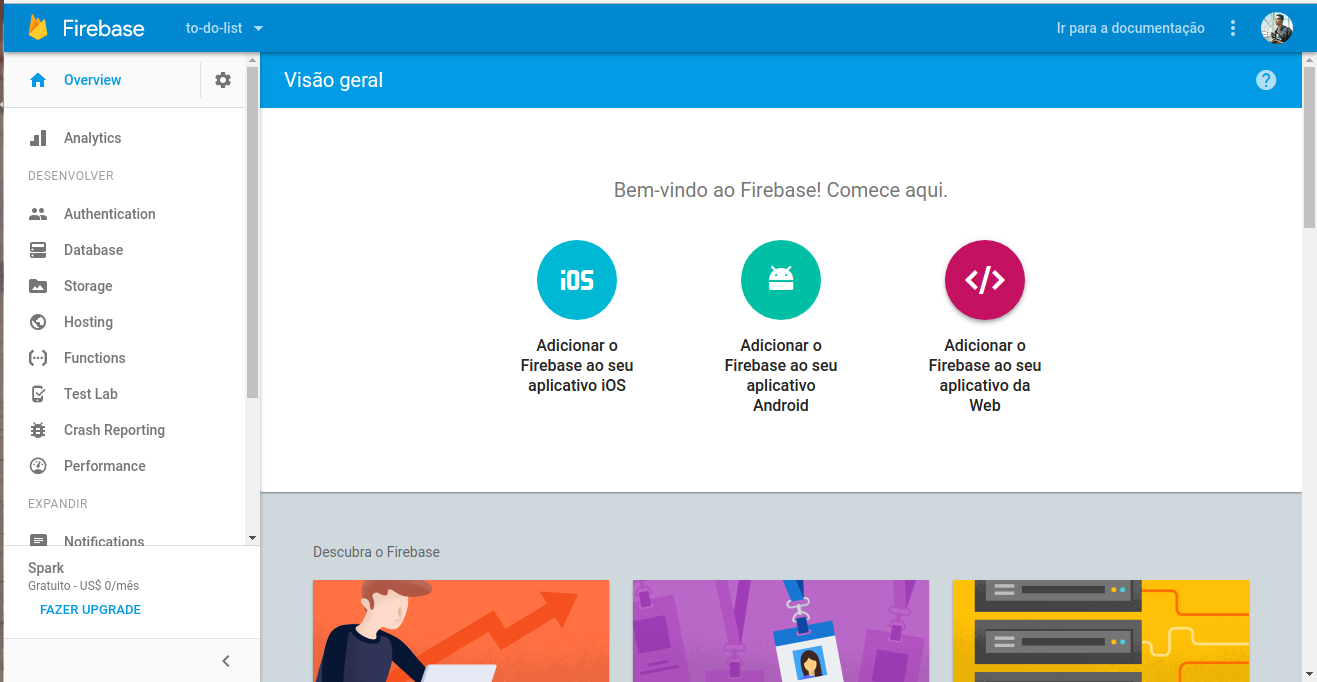 Firebase
to-do-list
Ir para a documentação
Overview
Visão geral
?
Analytics
DESENVOLVER
Authentication
Database
Storage
Hosting
Functions
Test Lab
Crash Reporting
Performance
EXPANDIR
Notifications
Spark
Gratuito - US$ 0/mês
FAZER UPGRADE
Bem-vindo ao Firebase! Comece aqui.
iOS
Adicionar o
Firebase ao seu
aplicativo iOS
Adicionar o
Firebase ao seu
aplicativo
Android
</>
Adicionar o
Firebase ao seu
aplicativo da
Web
Descubra o Firebase